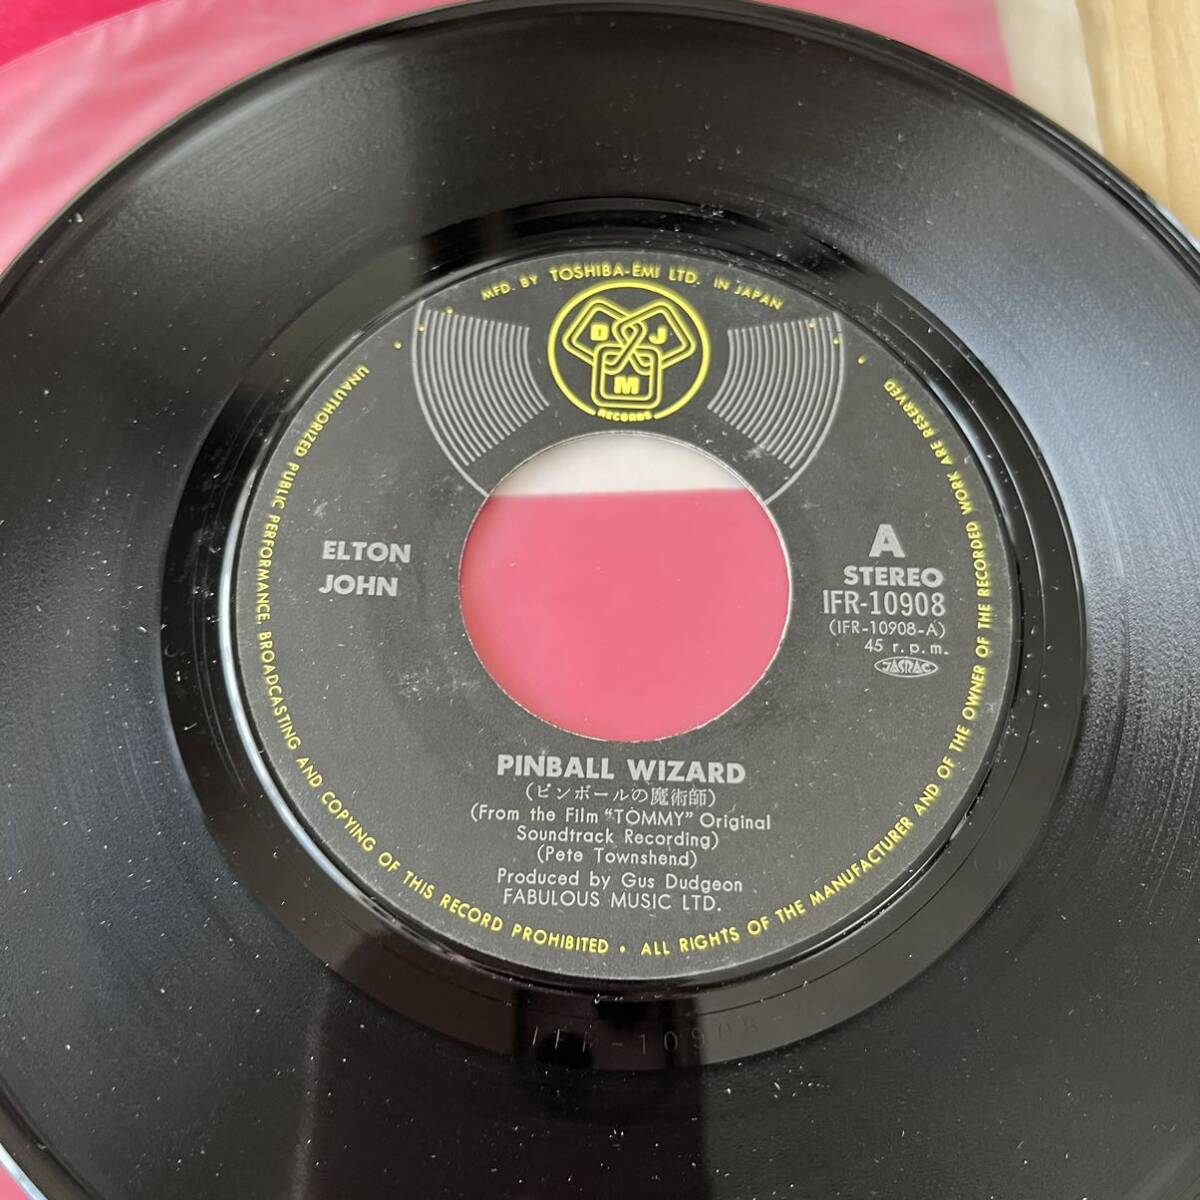 MFD. BY TOSHIBA-EMI LTD. IN JAPAN
D J
M
RECORDS
ELTON
JOHN
A
STEREO
IFR-10908
(IFR-10908-A)
45 r.p.m.
JASRAC
PINBALL WIZARD
(ピンボールの魔術師)
(From the Film "TOMMY" Original
Soundtrack Recording)
(Pete Townshend)
Produced by Gus Dudgeon
FABULOUS MUSIC LTD.
UNAUTHORIZED PUBLIC PERFORMANCE, BROADCASTING AND COPYING OF THIS RECORD PROHIBITED • ALL RIGHTS OF THE MANUFACTURER AND OF THE OWNER OF THE RECORDED WORK ARE RESERVED
IFR-10908